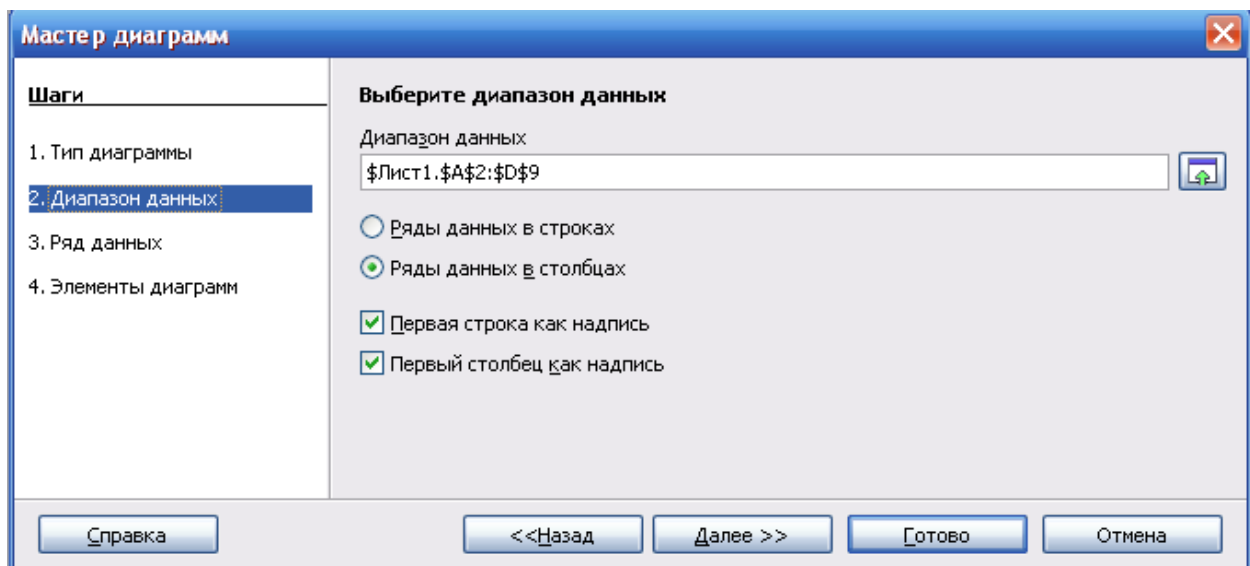 Мастер диаграмм
Шаги
1. Тип диаграммы
2. Диапазон данных
3. Ряд данных
4. Элементы диаграмм
Выберите диапазон данных
Диапазон данных
$Лист1.$A$2:$D$9
Ряды данных в строках
Ряды данных в столбцах
Первая строка как надпись
Первый столбец как надпись
Справка
<<Назад
Далее >>
Готово
Отмена